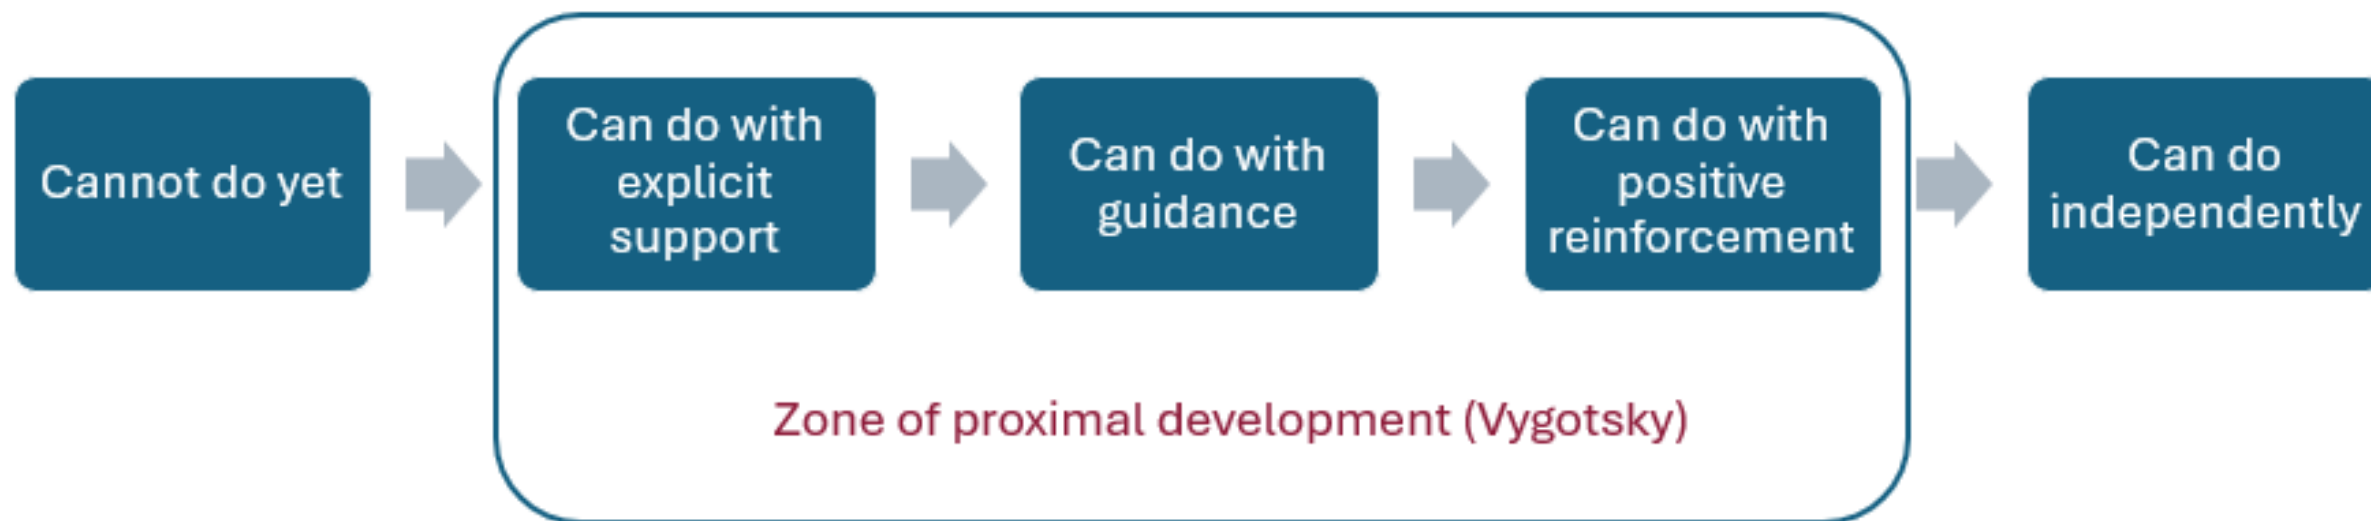 Cannot do yet
Can do with
explicit
support
Can do with
guidance
Can do with
positive
reinforcement
Can do
independently
Zone of proximal development (Vygotsky)